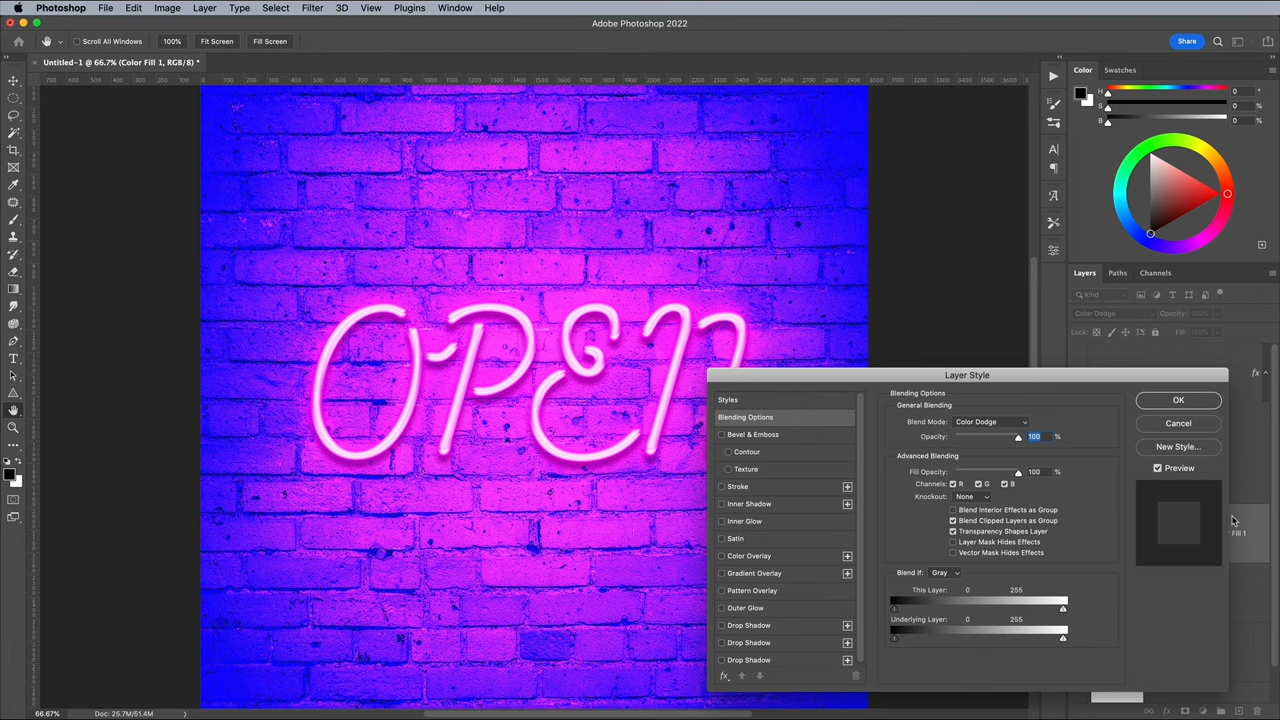 Photoshop File Edit Image Layer Type Select Filter 3D View Plugins Window Help
Adobe Photoshop 2022
Scroll All Windows 100% Fit Screen Fill Screen Share
Untitled-1 @ 66.7% (Color Fill 1, RGB/8) *
Color Swatches
H 0 °
S 0 %
B 0 %
OPEN
Layers Paths Channels
Kind
Color Dodge Opacity: 100%
Lock: Fill: 100%
fx
Layer Style
Styles
Blending Options
Bevel & Emboss
Contour
Texture
Stroke
Inner Shadow
Inner Glow
Satin
Color Overlay
Gradient Overlay
Pattern Overlay
Outer Glow
Drop Shadow
Drop Shadow
Drop Shadow
fx
Blending Options
General Blending
Blend Mode: Color Dodge
Opacity: 100 %
Advanced Blending
Fill Opacity: 100 %
Channels: R G B
Knockout: None
Blend Interior Effects as Group
Blend Clipped Layers as Group
Transparency Shapes Layer
Layer Mask Hides Effects
Vector Mask Hides Effects
Blend If: Gray
This Layer: 0 255
Underlying Layer: 0 255
OK
Cancel
New Style...
Preview
Fill 1
66.67% Doc: 25.7M/51.4M